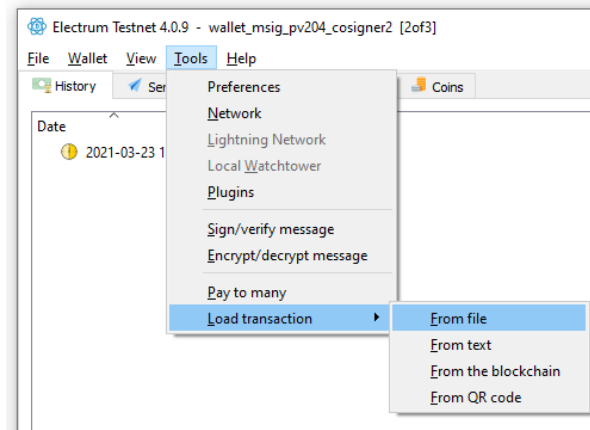 Electrum Testnet 4.0.9 - wallet_msig_pv204_cosigner2 [2of3]
File Wallet View Tools Help
History Coins
Preferences
Network
Lightning Network
Local Watchtower
Plugins
Sign/verify message
Encrypt/decrypt message
Pay to many
Load transaction
From file
From text
From the blockchain
From QR code
Date
2021-03-23